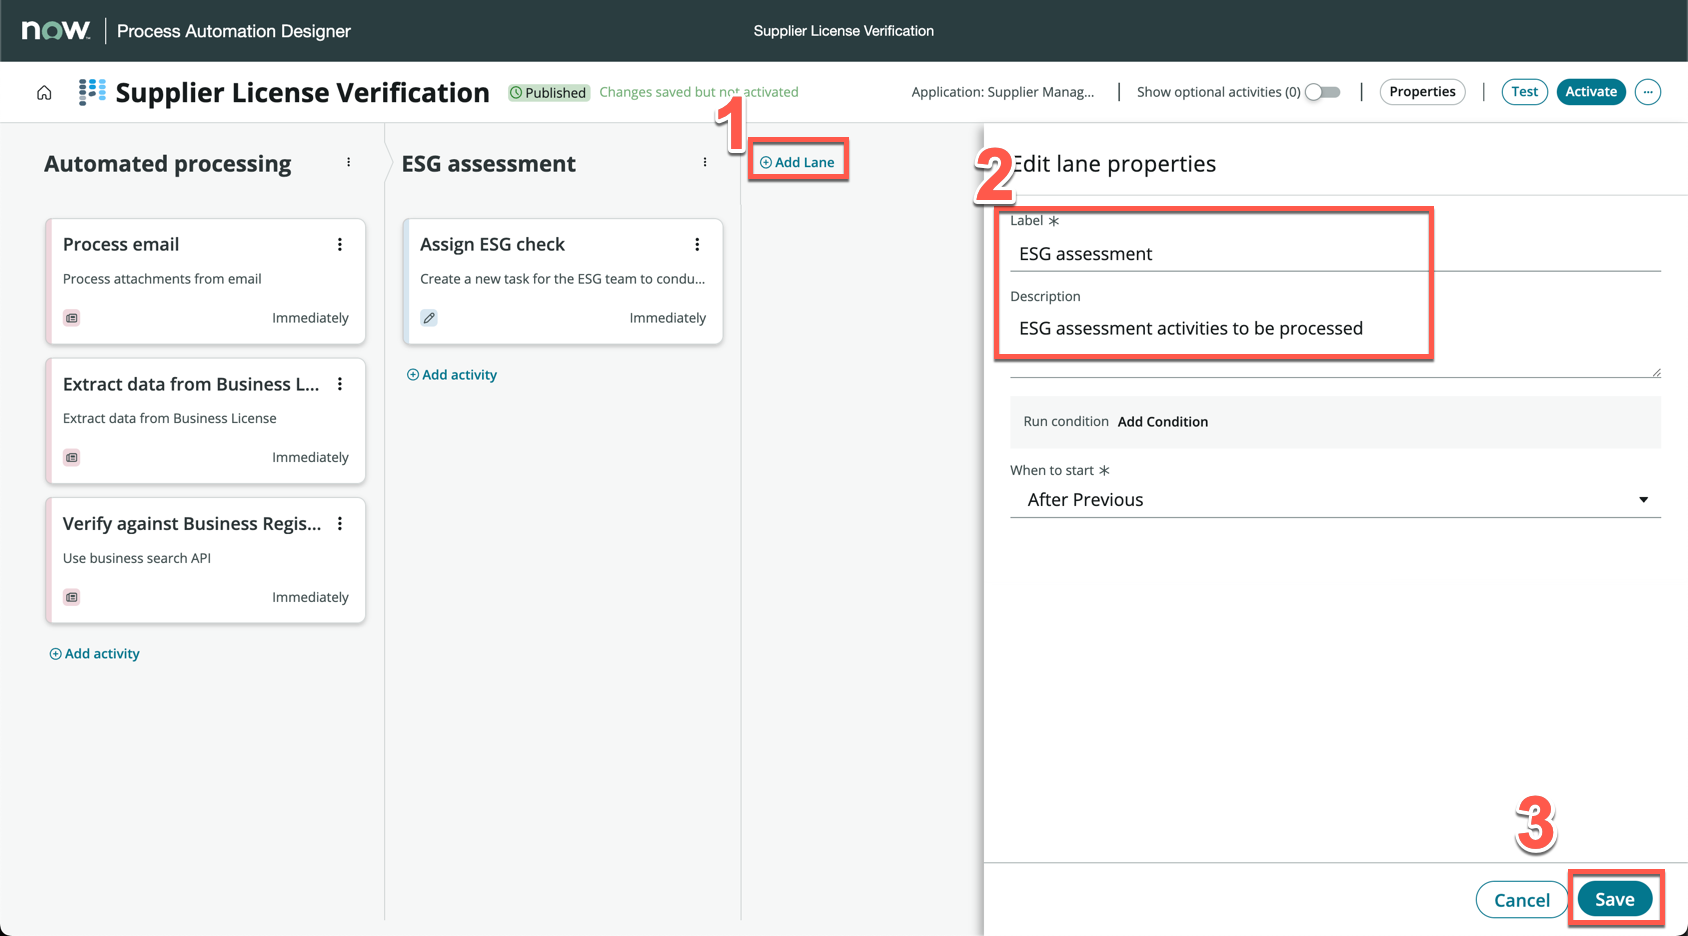 now
Process Automation Designer
Supplier License Verification
Supplier License Verification
Published
Changes saved but not activated
Application: Supplier Manag...
Show optional activities (0)
Properties
Test
Activate
...
1
Automated processing
ESG assessment
Add Lane
Process email
Process attachments from email
Immediately
Extract data from Business L...
Extract data from Business License
Immediately
Verify against Business Regis...
Use business search API
Immediately
Add activity
Assign ESG check
Create a new task for the ESG team to condu...
Immediately
Add activity
2
Edit lane properties
Label *
ESG assessment
Description
ESG assessment activities to be processed
Run condition Add Condition
When to start *
After Previous
3
Cancel
Save